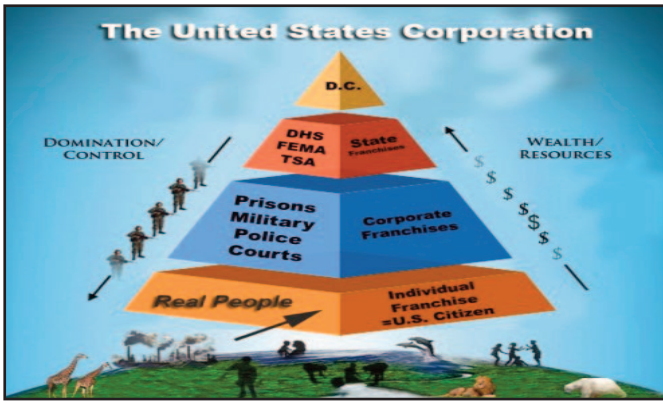 The United States Corporation
D.C.
DOMINATION/
CONTROL
WEALTH/
RESOURCES
DHS
FEMA
TSA
State
Franchises
Prisons
Military
Police
Courts
Corporate
Franchises
Real People
Individual
Franchise
=U.S. Citizen
$
$
$
$
$
$
$
$